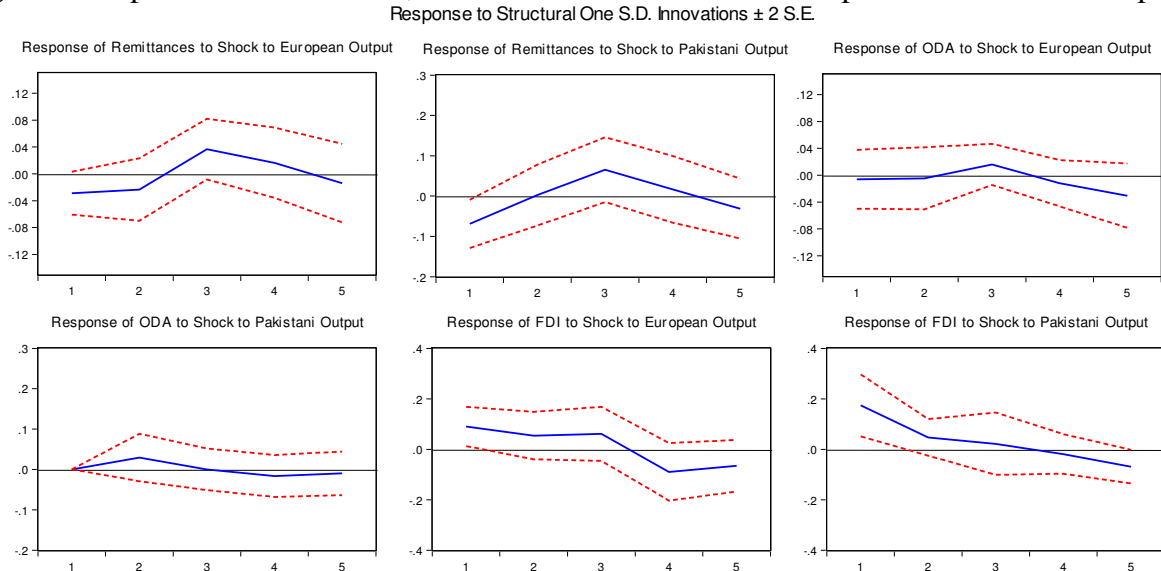 Response to Structural One S.D. Innovations ± 2 S.E.
Response of Remittances to Shock to European Output
.12
.08
.04
.00
-.04
-.08
-.12
1 2 3 4 5
Response of Remittances to Shock to Pakistani Output
.3
.2
.1
.0
-.1
-.2
1 2 3 4 5
Response of ODA to Shock to European Output
.12
.08
.04
.00
-.04
-.08
-.12
1 2 3 4 5
Response of ODA to Shock to Pakistani Output
.3
.2
.1
.0
-.1
-.2
1 2 3 4 5
Response of FDI to Shock to European Output
.4
.2
.0
-.2
-.4
1 2 3 4 5
Response of FDI to Shock to Pakistani Output
.4
.2
.0
-.2
-.4
1 2 3 4 5